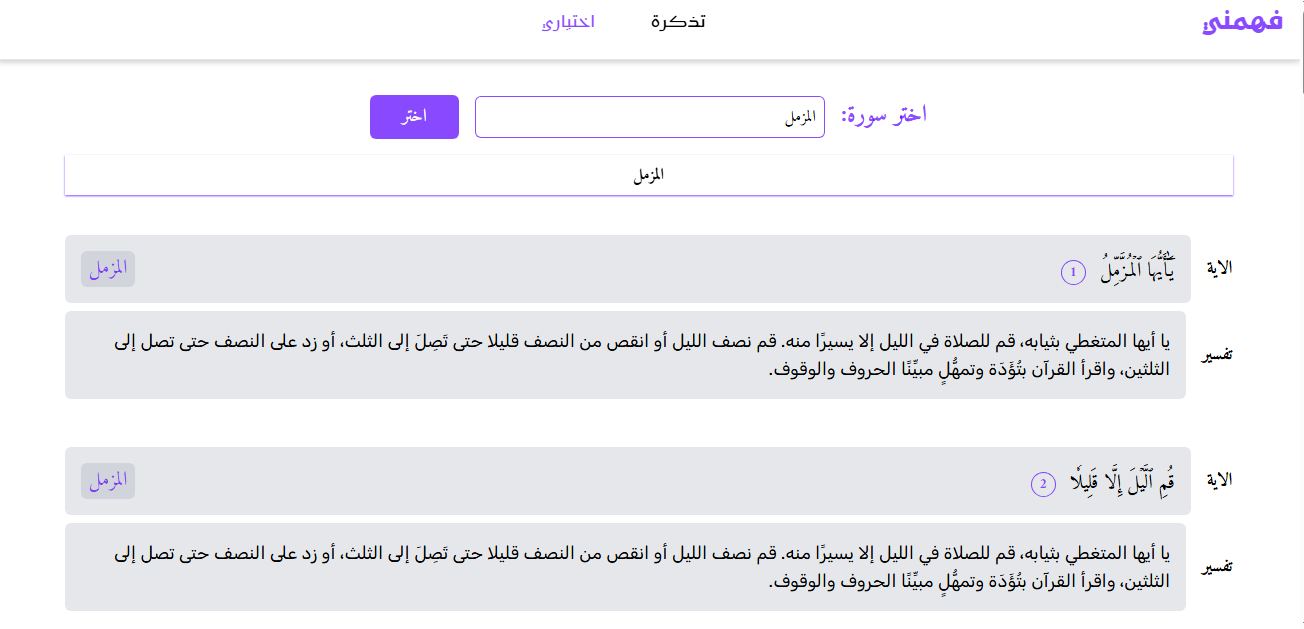 فهمني
تذكرة
اختياري
اختر سورة:
المزمل
اختر
المزمل
الاية
يَٰٓأَيُّهَا ٱلۡمُزَّمِّلُ 1
المزمل
تفسير
يا أيها المتغطي بثيابه، قم للصلاة في الليل إلا يسيرًا منه. قم نصف الليل أو انقص من النصف قليلا حتى تَصِلَ إلى الثلث، أو زد على النصف حتى تصل إلى
الثلثين، واقرأ القرآن بتُؤَدَة وتمهُّلٍ مبيِّنًا الحروف والوقوف.
الاية
قُمِ ٱلَّيۡلَ إِلَّا قَلِيلٗا 2
المزمل
تفسير
يا أيها المتغطي بثيابه، قم للصلاة في الليل إلا يسيرًا منه. قم نصف الليل أو انقص من النصف قليلا حتى تَصِلَ إلى الثلث، أو زد على النصف حتى تصل إلى
الثلثين، واقرأ القرآن بتُؤَدَة وتمهُّلٍ مبيِّنًا الحروف والوقوف.